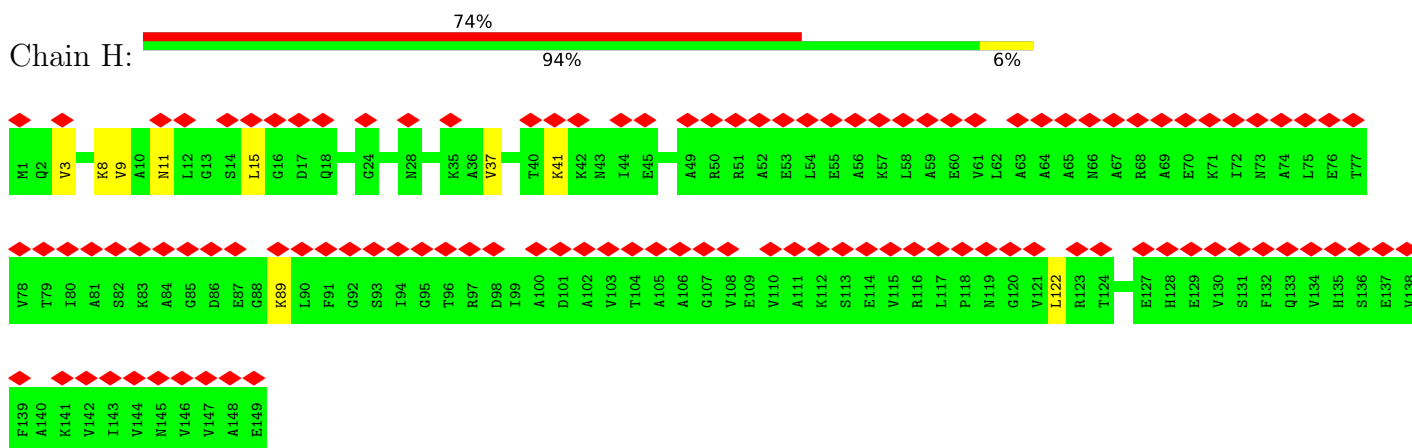 74%
Chain H:
94% 6%
M1 Q2 V3 K8 V9 A10 N11 L12 G13 S14 L15 G16 D17 Q18 G24 N28 K35 A36 V37 T40 K41 K42 N43 I44 E45 A49 R50 R51 A52 E53 L54 E55 A56 K57 L58 A59 E60 V61 L62 A63 A64 A65 N66 A67 R68 A69 E70 K71 I72 N73 A74 L75 E76 T77
V78 T79 I80 A81 S82 K83 A84 G85 D86 E87 G88 K89 L90 F91 G92 S93 I94 G95 T96 R97 D98 I99 A100 D101 A102 V103 T104 A105 A106 G107 V108 E109 V110 A111 K112 S113 E114 V115 R116 L117 P118 N119 G120 V121 L122 R123 T124 E127 H128 E129 V130 S131 F132 Q133 V134 H135 S136 E137 V138
F139 A140 K141 V142 I143 V144 N145 V146 V147 A148 E149